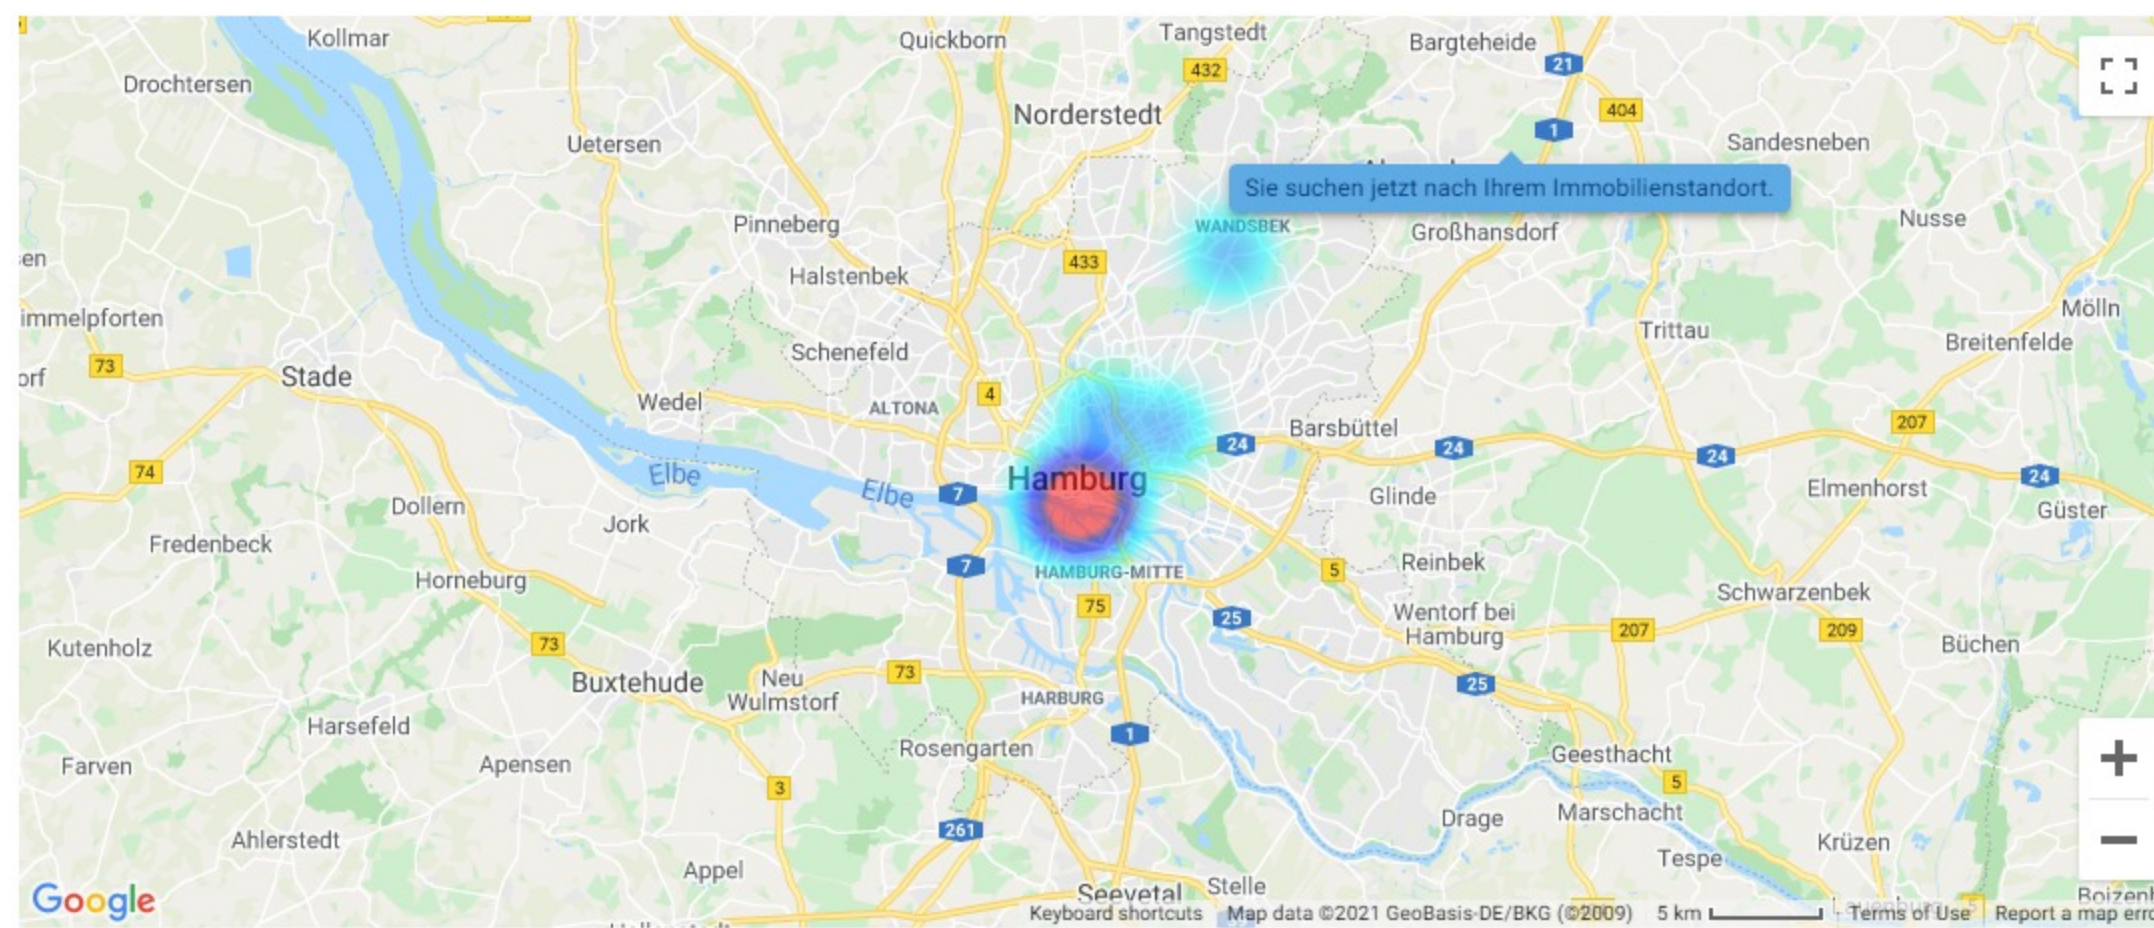 Kollmar
Quickborn
Tangstedt
Bargteheide
21
Drochtersen
432
Norderstedt
404
1
Uetersen
Sandesneben
Sie suchen jetzt nach Ihrem Immobilienstandort.
Pinneberg
WANDSBEK
Großhansdorf
Nusse
433
Halstenbek
immelpforten
Mölln
Trittau
Breitenfelde
Schenefeld
73
Stade
orf
4
Wedel
ALTONA
207
Barsbüttel
24
24
24
24
74
Elbe
Elbe
Hamburg
7
Glinde
Elmenhorst
Dollern
Jork
Güster
Fredenbeck
7
HAMBURG-MITTE
5
Reinbek
Horneburg
75
Schwarzenbek
25
Wentorf bei
Hamburg
207
209
Kutenholz
73
Büchen
Buxtehude
Neu
Wulmstorf
73
HARBURG
25
Harsefeld
1
Rosengarten
Farven
Apensen
Geesthacht
3
5
Ahlerstedt
261
Drage
Marschacht
Krüzen
Appel
Tespe
Google
Seevetal
Stelle
Keyboard shortcuts
Map data ©2021 GeoBasis-DE/BKG (©2009)
5 km
Terms of Use
Report a map erro